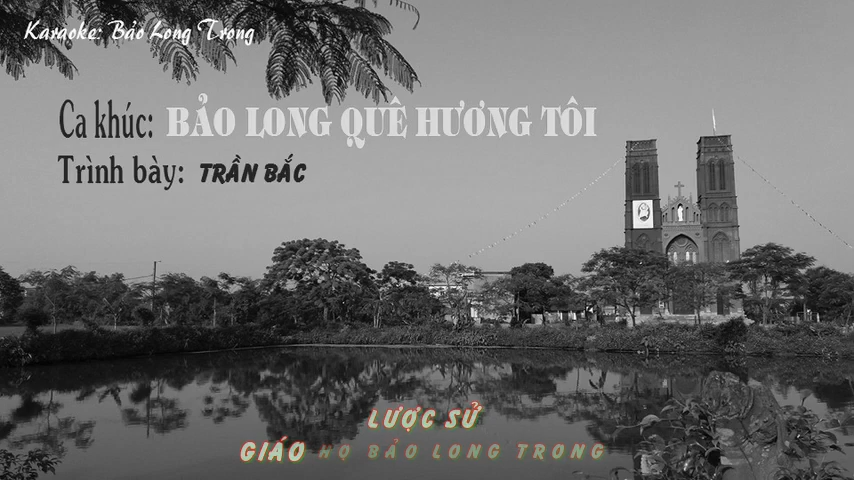 Karaoke: Bảo Long Trong
Ca khúc: BẢO LONG QUÊ HƯƠNG TÔI
Trình bày: TRẦN BẮC
LƯỢC SỬ
GIÁO HỌ BẢO LONG TRONG